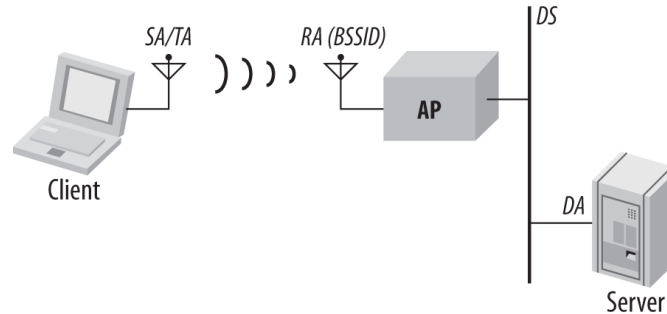 SA/TA
RA (BSSID)
DS
AP
Client
DA
Server